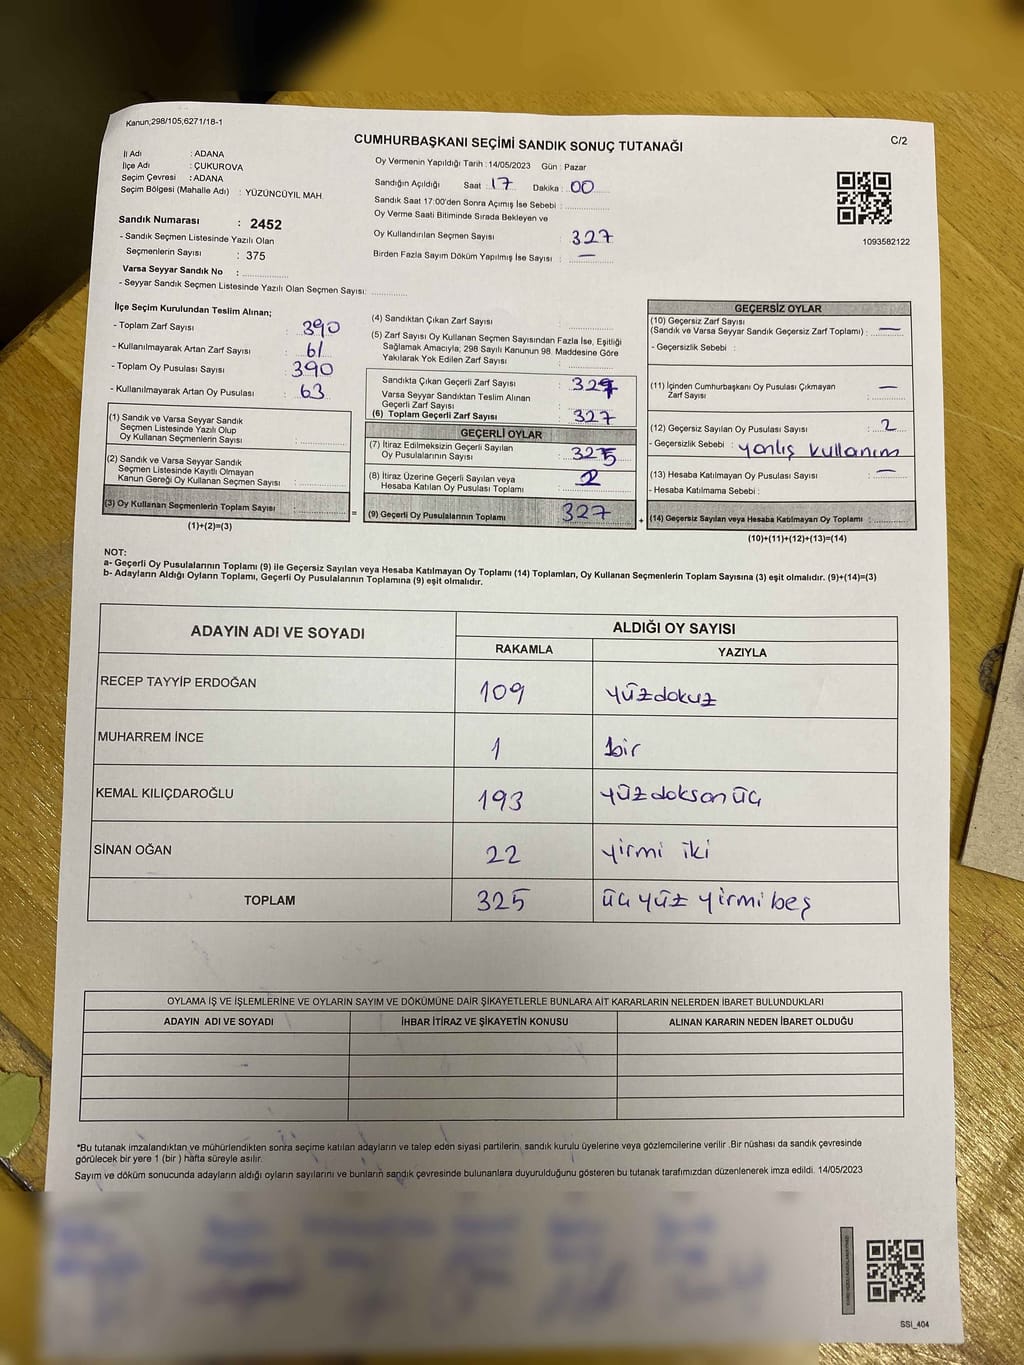 Kanun,298/105,6271/18-1
CUMHURBAŞKANI SEÇİMİ SANDIK SONUÇ TUTANAĞI
C/2
İl Adı : ADANA
İlçe Adı : ÇUKUROVA
Seçim Çevresi : ADANA
Seçim Bölgesi (Mahalle Adı) : YÜZÜNCÜYIL MAH.
Sandık Numarası : 2452
- Sandık Seçmen Listesinde Yazılı Olan
Seçmenlerin Sayısı : 375
Varsa Seyyar Sandık No :
- Seyyar Sandık Seçmen Listesinde Yazılı Olan Seçmen Sayısı:
Oy Vermenin Yapıldığı Tarih :14/05/2023 Gün : Pazar
Sandığın Açıldığı Saat 17 Dakika : 00
Sandık Saat 17:00'den Sonra Açımış İse Sebebi :
Oy Verme Saati Bitiminde Sırada Bekleyen ve
Oy Kullandırılan Seçmen Sayısı : 327
Birden Fazla Sayım Döküm Yapılmış İse Sayısı : —
1093582122
İlçe Seçim Kurulundan Teslim Alınan;
- Toplam Zarf Sayısı : 390
- Kullanılmayarak Artan Zarf Sayısı : 61
- Toplam Oy Pusulası Sayısı : 390
- Kullanılmayarak Artan Oy Pusulası : 63
(1) Sandık ve Varsa Seyyar Sandık
Seçmen Listesinde Yazılı Olup
Oy Kullanan Seçmenlerin Sayısı :
(2) Sandık ve Varsa Seyyar Sandık
Seçmen Listesinde Kayıtlı Olmayan
Kanun Gereği Oy Kullanan Seçmen Sayısı :
(3) Oy Kullanan Seçmenlerin Toplam Sayısı :
(1)+(2)=(3)
=
(4) Sandıktan Çıkan Zarf Sayısı :
(5) Zarf Sayısı Oy Kullanan Seçmen Sayısından Fazla İse, Eşitliği
Sağlamak Amacıyla; 298 Sayılı Kanunun 98. Maddesine Göre
Yakılarak Yok Edilen Zarf Sayısı :
Sandıkta Çıkan Geçerli Zarf Sayısı : 327
Varsa Seyyar Sandıktan Teslim Alınan
Geçerli Zarf Sayısı :
(6) Toplam Geçerli Zarf Sayısı : 327
GEÇERLİ OYLAR
(7) İtiraz Edilmeksizin Geçerli Sayılan
Oy Pusulalarının Sayısı : 325
(8) İtiraz Üzerine Geçerli Sayılan veya
Hesaba Katılan Oy Pusulası Toplamı : 2
(9) Geçerli Oy Pusulalarının Toplamı : 327
+
GEÇERSİZ OYLAR
(10) Geçersiz Zarf Sayısı
(Sandık ve Varsa Seyyar Sandık Geçersiz Zarf Toplamı) : —
- Geçersizlik Sebebi :
(11) İçinden Cumhurbaşkanı Oy Pusulası Çıkmayan —
Zarf Sayısı :
(12) Geçersiz Sayılan Oy Pusulası Sayısı : 2
- Geçersizlik Sebebi : yanlış kullanım
(13) Hesaba Katılmayan Oy Pusulası Sayısı : —
- Hesaba Katılmama Sebebi :
(14) Geçersiz Sayılan veya Hesaba Katılmayan Oy Toplamı :
(10)+(11)+(12)+(13)=(14)
NOT:
a- Geçerli Oy Pusulalarının Toplamı (9) ile Geçersiz Sayılan veya Hesaba Katılmayan Oy Toplamı (14) Toplamları, Oy Kullanan Seçmenlerin Toplam Sayısına (3) eşit olmalıdır. (9)+(14)=(3)
b- Adayların Aldığı Oyların Toplamı, Geçerli Oy Pusulalarının Toplamına (9) eşit olmalıdır.
ADAYIN ADI VE SOYADI ALDIĞI OY SAYISI
RAKAMLA YAZIYLA
RECEP TAYYİP ERDOĞAN 109 yüzdokuz
MUHARREM İNCE 1 bir
KEMAL KILIÇDAROĞLU 193 yüzdoksan üç
SİNAN OĞAN 22 yirmi iki
TOPLAM 325 üç yüz yirmi beş
OYLAMA İŞ VE İŞLEMLERİNE VE OYLARIN SAYIM VE DÖKÜMÜNE DAİR ŞİKAYETLERLE BUNLARA AİT KARARLARIN NELERDEN İBARET BULUNDUKLARI
ADAYIN ADI VE SOYADI İHBAR İTİRAZ VE ŞİKAYETİN KONUSU ALINAN KARARIN NEDEN İBARET OLDUĞU
*Bu tutanak imzalandıktan ve mühürlendikten sonra seçime katılan adayların ve talep eden siyasi partilerin, sandık kurulu üyelerine veya gözlemcilerine verilir .Bir nüshası da sandık çevresinde
görülecek bir yere 1 (bir ) hafta süreyle asılır.
Sayım ve döküm sonucunda adayların aldığı oyların sayılarını ve bunların sandık çevresinde bulunanlara duyurulduğunu gösteren bu tutanak tarafımızdan düzenlenerek imza edildi. 14/05/2023
SSI_404